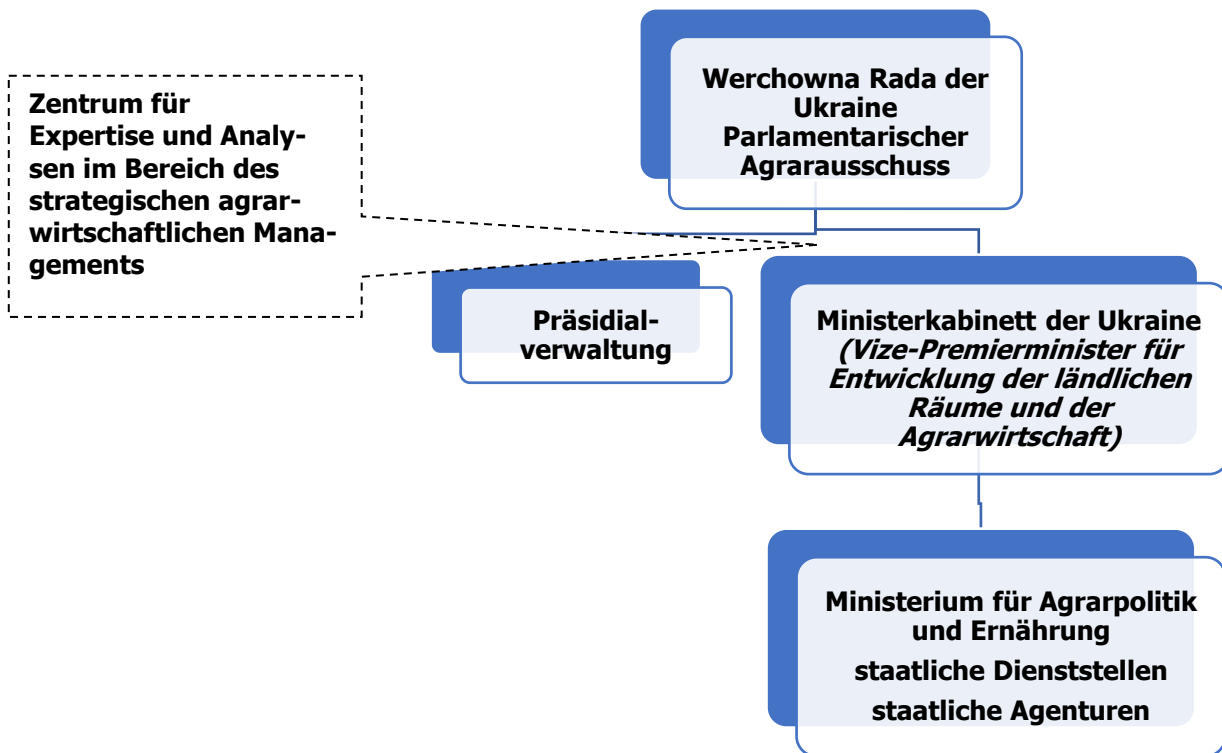 Werchowna Rada der
Ukraine
Parlamentarischer
Agrarausschuss
Zentrum für
Expertise und Analy-
sen im Bereich des
strategischen agrar-
wirtschaftlichen Mana-
gements
Präsidial-
verwaltung
Ministerkabinett der Ukraine
(Vize-Premierminister für
Entwicklung der ländlichen
Räume und der
Agrarwirtschaft)
Ministerium für Agrarpolitik
und Ernährung
staatliche Dienststellen
staatliche Agenturen